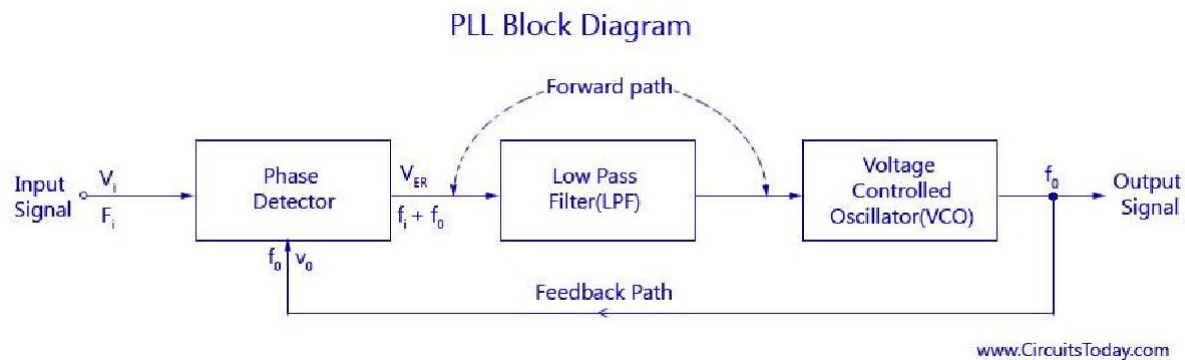 PLL Block Diagram
Forward path
Input
Signal
Vᵢ
Fᵢ
Phase
Detector
V_ER
fᵢ + f₀
Low Pass
Filter(LPF)
Voltage
Controlled
Oscillator(VCO)
f₀
Output
Signal
f₀ v₀
Feedback Path
www.CircuitsToday.com